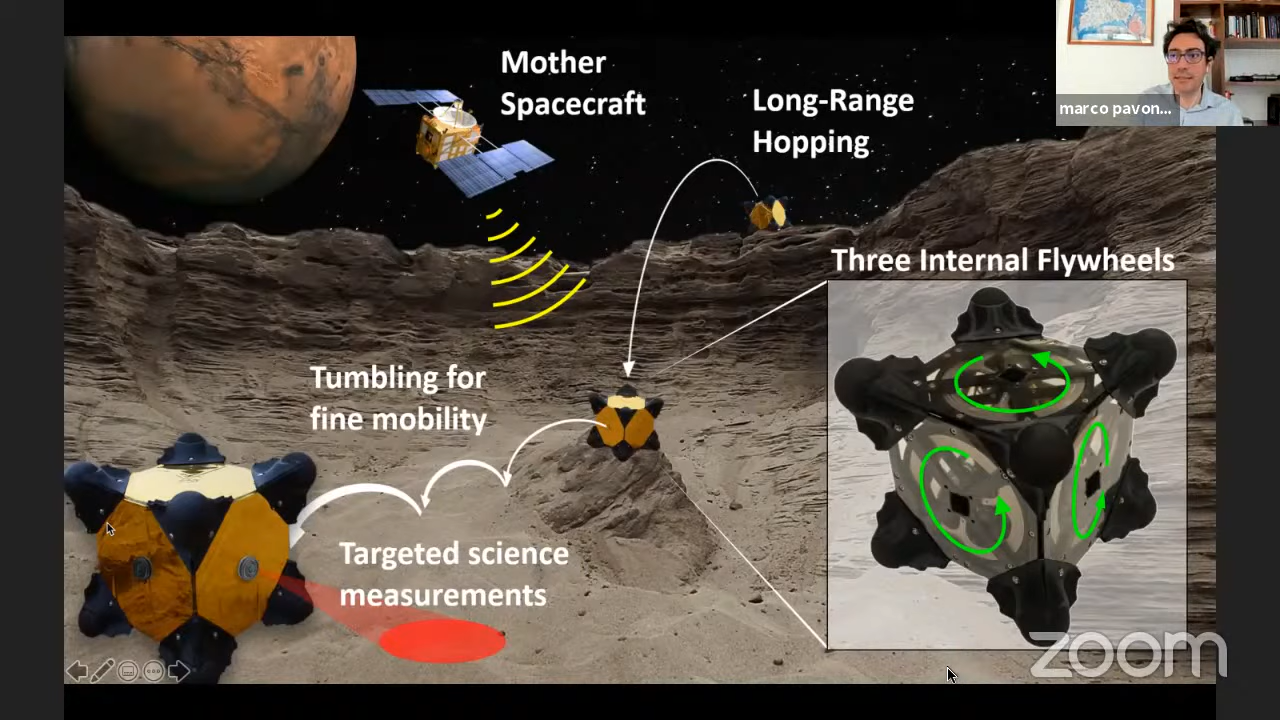 Mother
Spacecraft
Long-Range
Hopping
marco pavon...
Three Internal Flywheels
Tumbling for
fine mobility
Targeted science
measurements
zoom